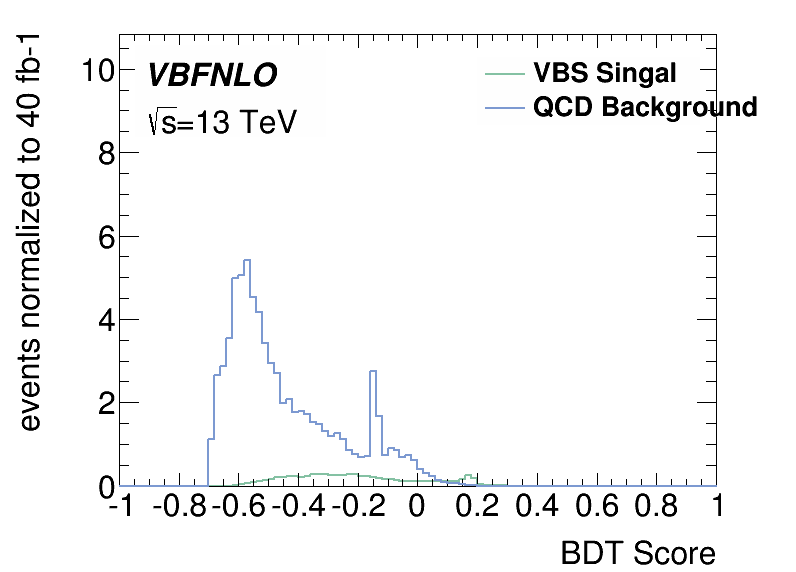 events normalized to 40 fb-1
VBFNLO
√s=13 TeV
VBS Singal
QCD Background
10
8
6
4
2
0
-1 -0.8 -0.6 -0.4 -0.2 0 0.2 0.4 0.6 0.8 1
BDT Score